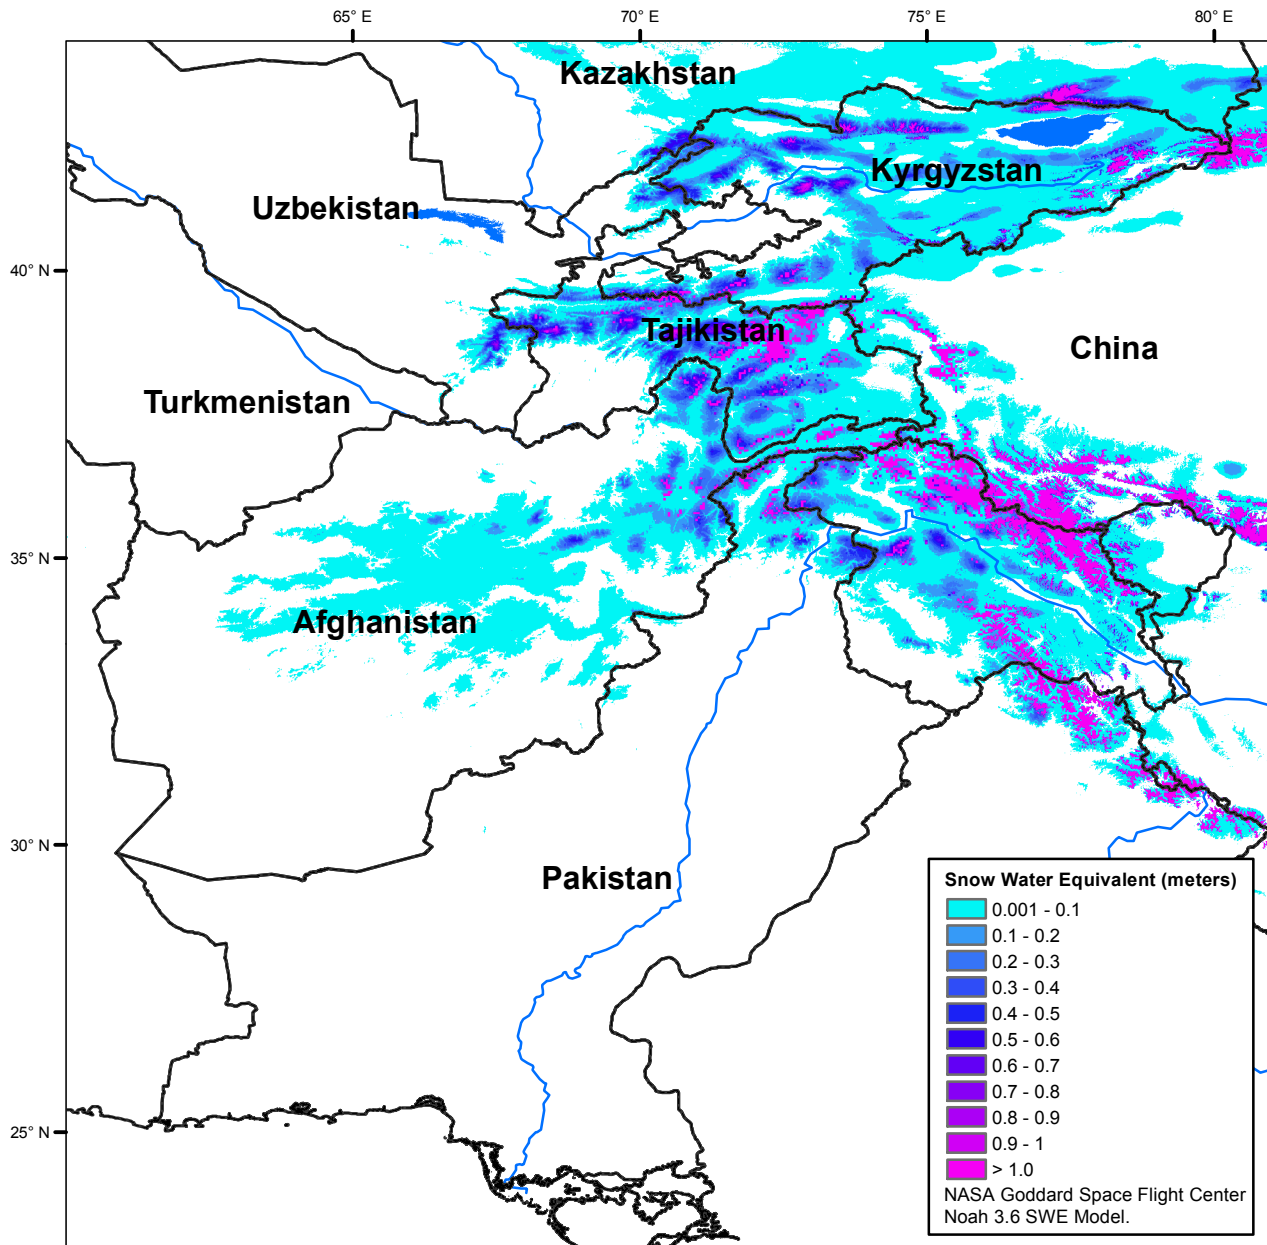 65° E
70° E
75° E
80° E
Kazakhstan
Kyrgyzstan
Uzbekistan
40° N
Tajikistan
China
Turkmenistan
35° N
Afghanistan
30° N
Pakistan
25° N
Snow Water Equivalent (meters)
0.001 - 0.1
0.1 - 0.2
0.2 - 0.3
0.3 - 0.4
0.4 - 0.5
0.5 - 0.6
0.6 - 0.7
0.7 - 0.8
0.8 - 0.9
0.9 - 1
> 1.0
NASA Goddard Space Flight Center
Noah 3.6 SWE Model.